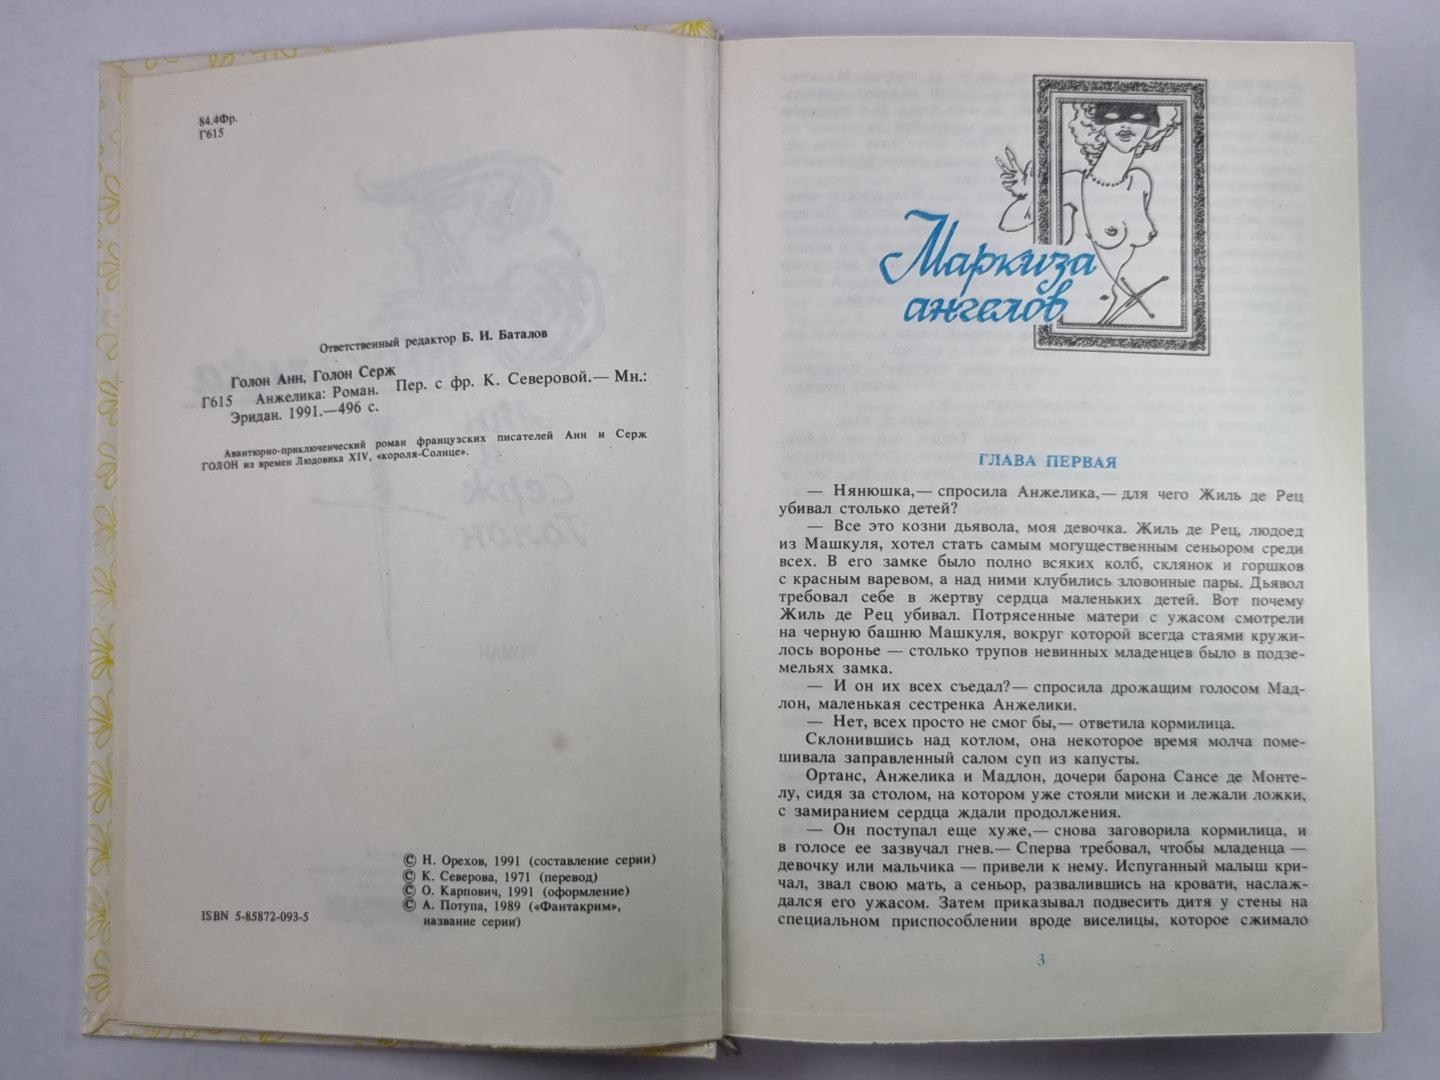 84.4Фр.
Г615
Ответственный редактор Б. И. Баталов
Голон Анн, Голон Серж
Г615 Анжелика: Роман. Пер. с фр. К. Северовой.— Мн.:
Эридан. 1991.—496 с.
Авантюрно-приключенческий роман французских писателей Анн и Серж
ГОЛОН из времен Людовика XIV, «короля-Солнце».
© Н. Орехов, 1991 (составление серии)
© К. Северова, 1971 (перевод)
© О. Карпович, 1991 (оформление)
© А. Потупа, 1989 («Фантакрим»,
название серии)
ISBN 5-85872-093-5
Маркиза
ангелов
ГЛАВА ПЕРВАЯ
— Нянюшка,— спросила Анжелика,— для чего Жиль де Рец
убивал столько детей?
— Все это козни дьявола, моя девочка. Жиль де Рец, людоед
из Машкуля, хотел стать самым могущественным сеньором среди
всех. В его замке было полно всяких колб, склянок и горшков
с красным варевом, а над ними клубились зловонные пары. Дьявол
требовал себе в жертву сердца маленьких детей. Вот почему
Жиль де Рец убивал. Потрясенные матери с ужасом смотрели
на черную башню Машкуля, вокруг которой всегда стаями кружи-
лось воронье — столько трупов невинных младенцев было в подзе-
мельях замка.
— И он их всех съедал?— спросила дрожащим голосом Мад-
лон, маленькая сестренка Анжелики.
— Нет, всех просто не смог бы,— ответила кормилица.
Склонившись над котлом, она некоторое время молча поме-
шивала заправленный салом суп из капусты.
Ортанс, Анжелика и Мадлон, дочери барона Сансе де Монте-
лу, сидя за столом, на котором уже стояли миски и лежали ложки,
с замиранием сердца ждали продолжения.
— Он поступал еще хуже,— снова заговорила кормилица, и
в голосе ее зазвучал гнев.— Сперва требовал, чтобы младенца —
девочку или мальчика — привели к нему. Испуганный малыш кри-
чал, звал свою мать, а сеньор, развалившись на кровати, наслаж-
дался его ужасом. Затем приказывал подвесить дитя у стены на
специальном приспособлении вроде виселицы, которое сжимало
3